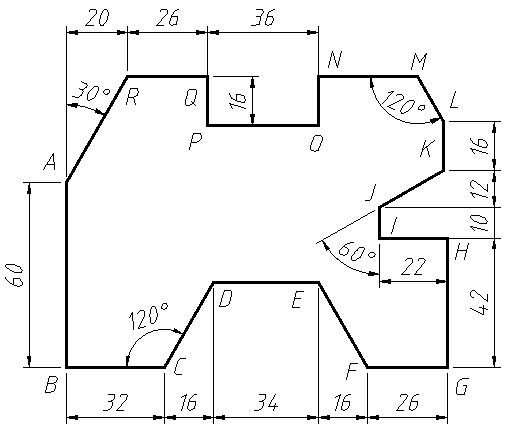 20 26 36
N M
30° R Q 16 120° L
P O K 16
A J 12
I 10
60 60° 22 H
D E 42
120°
B C F G
32 16 34 16 26